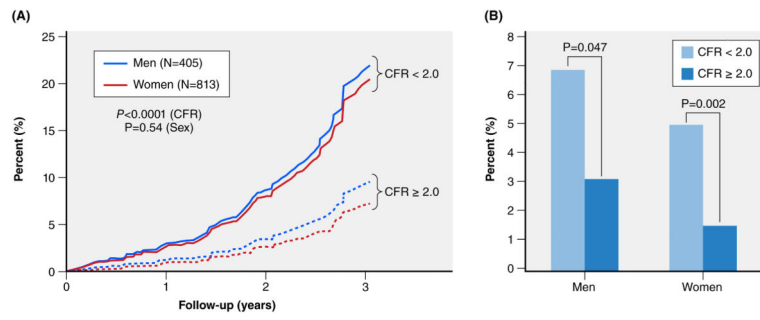 (A)
25
20
15
10
5
0
Percent (%)
Men (N=405)
Women (N=813)
P<0.0001 (CFR)
P=0.54 (Sex)
CFR < 2.0
CFR ≥ 2.0
0 1 2 3
Follow-up (years)
(B)
8
7
6
5
4
3
2
1
0
Percent (%)
CFR < 2.0
CFR ≥ 2.0
P=0.047
P=0.002
Men Women